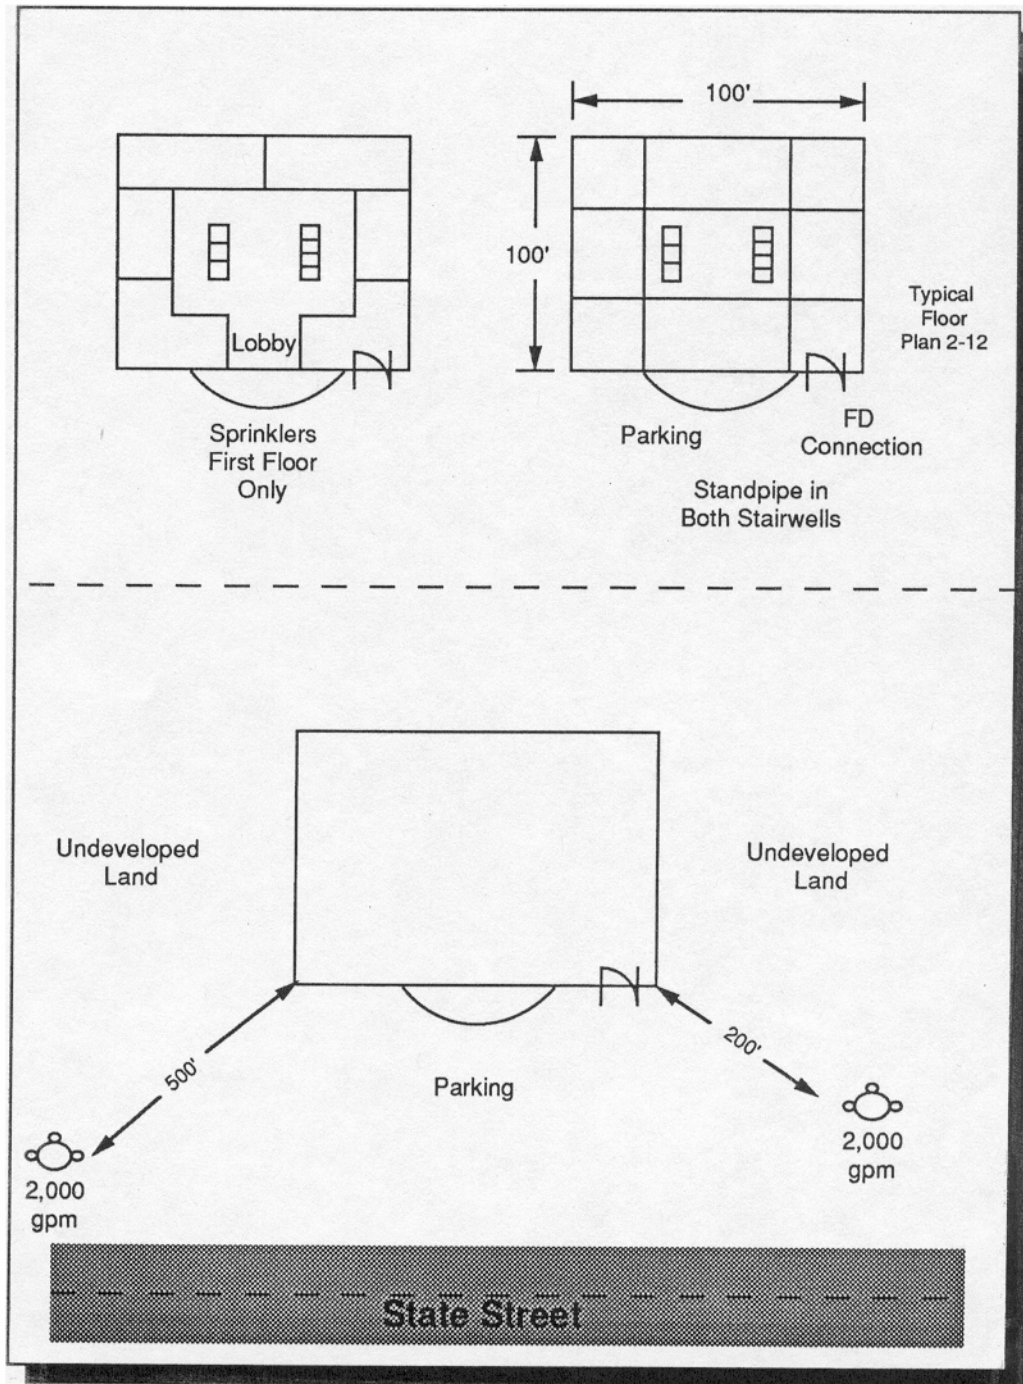 100'
100'
Lobby
Typical
Floor
Plan 2-12
Sprinklers
First Floor
Only
Parking
FD
Connection
Standpipe in
Both Stairwells
Undeveloped
Land
Undeveloped
Land
500'
200'
Parking
2,000
gpm
2,000
gpm
State Street